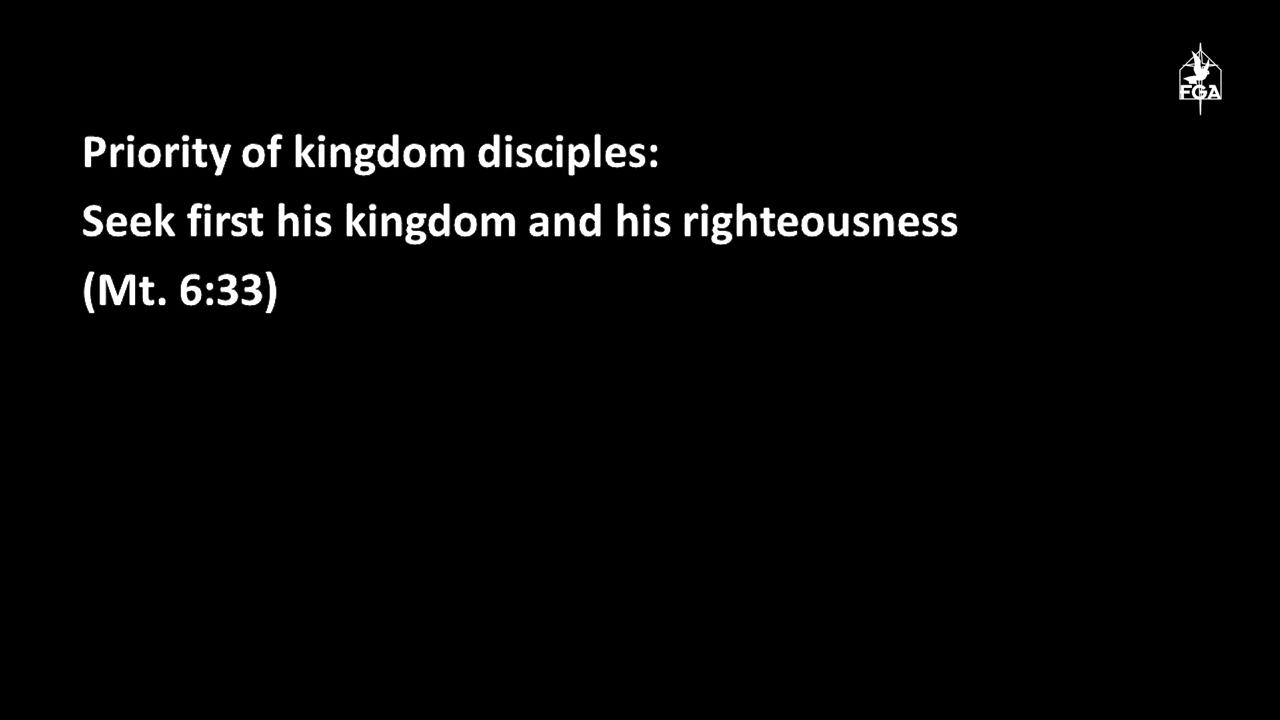 FGA
Priority of kingdom disciples:
Seek first his kingdom and his righteousness
(Mt. 6:33)